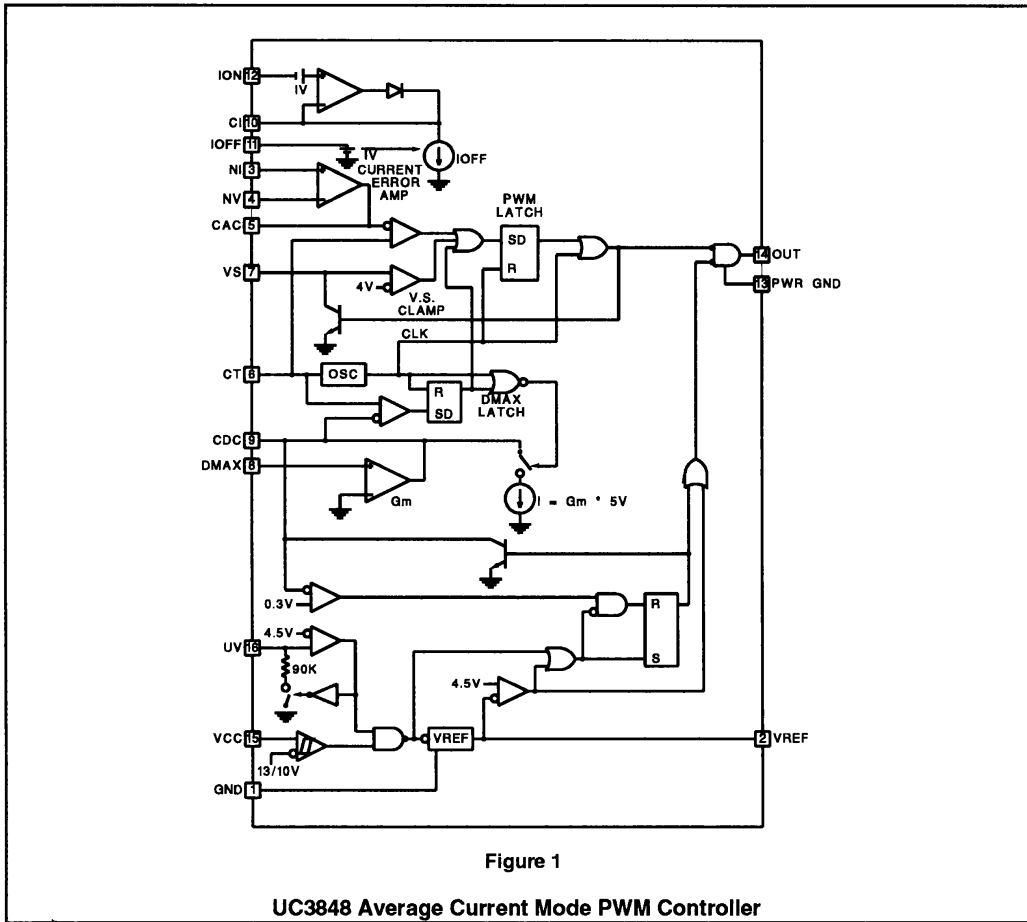 ION 12
1V
CI 10
IOFF 11
1V
IOFF
CURRENT
ERROR
AMP
NI 3
NV 4
CAC 5
PWM
LATCH
SD
R
14 OUT
13 PWR GND
VS 7
4V
V.S.
CLAMP
CLK
CT 6
OSC
R
SD
DMAX
LATCH
CDC 9
DMAX 8
Gm
I = Gm * 5V
0.3V
R
S
4.5V
UV 16
90K
4.5V
VCC 15
VREF
2 VREF
13/10V
GND 1
Figure 1
UC3848 Average Current Mode PWM Controller